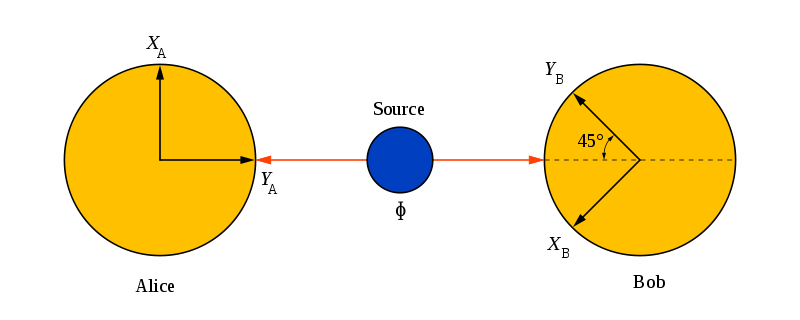 X_A
Y_A
Alice
Source
ϕ
Y_B
45°
X_B
Bob